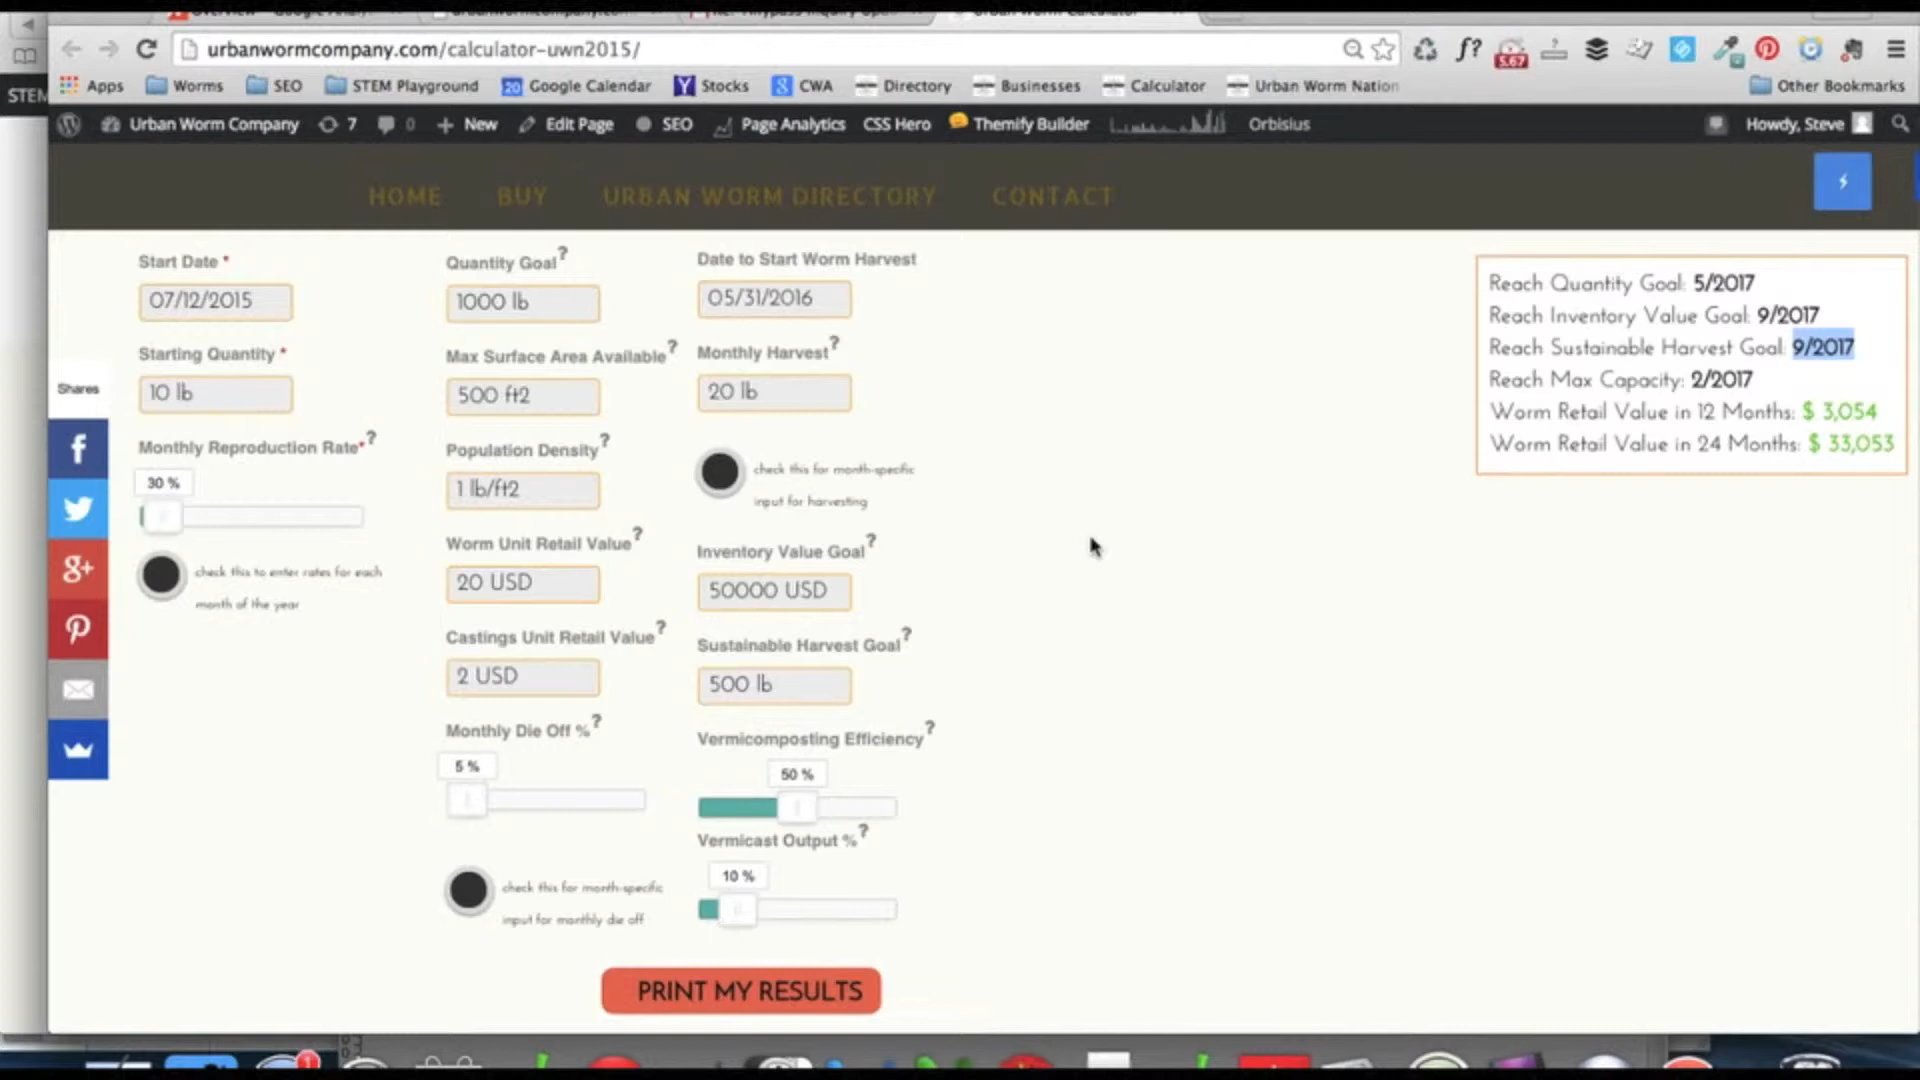 urbanwormcompany.com/calculator-uwn2015/
5.67
Apps Worms SEO STEM Playground 20 Google Calendar Y Stocks 8 CWA Directory Businesses Calculator Urban Worm Nation Other Bookmarks
STEM
Urban Worm Company 7 0 + New Edit Page SEO Page Analytics CSS Hero Themify Builder Orbisius Howdy, Steve
HOME BUY URBAN WORM DIRECTORY CONTACT
Start Date *
07/12/2015
Starting Quantity *
10 lb
Monthly Reproduction Rate* ?
30 %
check this to enter rates for each
month of the year
Shares
f
g+
Quantity Goal ?
1000 lb
Max Surface Area Available ?
500 ft2
Population Density ?
1 lb/ft2
Worm Unit Retail Value ?
20 USD
Castings Unit Retail Value ?
2 USD
Monthly Die Off % ?
5 %
check this for month-specific
input for monthly die off
Date to Start Worm Harvest
05/31/2016
Monthly Harvest ?
20 lb
check this for month-specific
input for harvesting
Inventory Value Goal ?
50000 USD
Sustainable Harvest Goal ?
500 lb
Vermicomposting Efficiency ?
50 %
Vermicast Output % ?
10 %
Reach Quantity Goal: 5/2017
Reach Inventory Value Goal: 9/2017
Reach Sustainable Harvest Goal: 9/2017
Reach Max Capacity: 2/2017
Worm Retail Value in 12 Months: $ 3,054
Worm Retail Value in 24 Months: $ 33,053
PRINT MY RESULTS
1